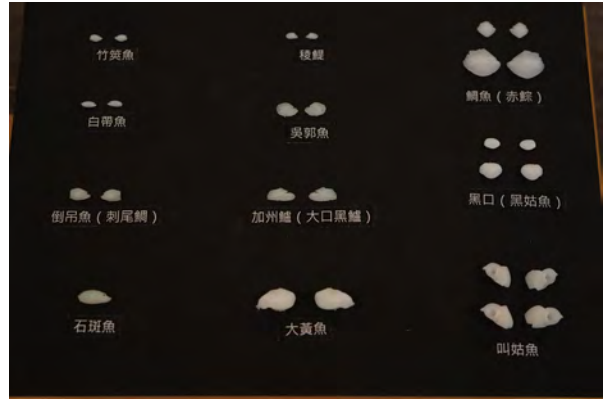 竹筴魚
稜鯷
鯛魚（赤鯮）
白帶魚
吳郭魚
黑口（黑姑魚）
倒吊魚（刺尾鯛）
加州鱸（大口黑鱸）
石斑魚
大黃魚
叫姑魚